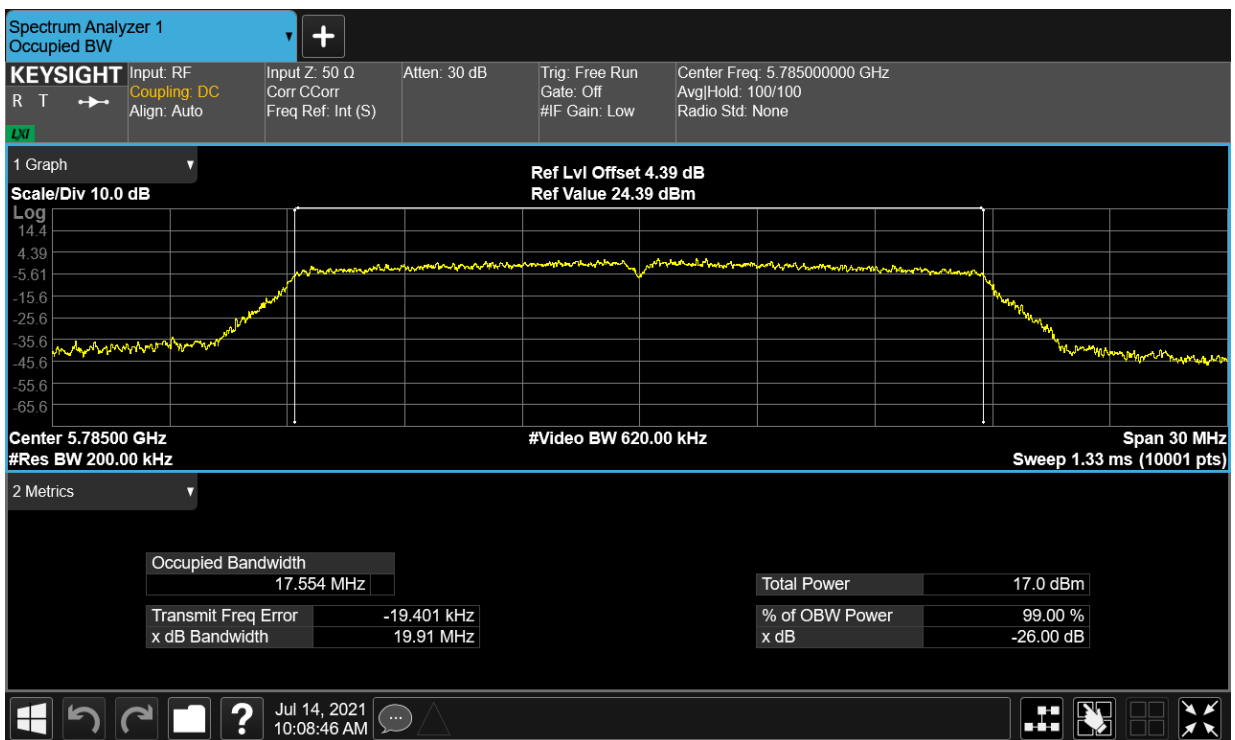 Spectrum Analyzer 1
Occupied BW
+
KEYSIGHT Input: RF Input Z: 50 Ω Atten: 30 dB Trig: Free Run Center Freq: 5.785000000 GHz
R T Coupling: DC Corr CCorr Gate: Off Avg|Hold: 100/100
Align: Auto Freq Ref: Int (S) #IF Gain: Low Radio Std: None
LXI
1 Graph
Ref Lvl Offset 4.39 dB
Scale/Div 10.0 dB Ref Value 24.39 dBm
Log
14.4
4.39
-5.61
-15.6
-25.6
-35.6
-45.6
-55.6
-65.6
Center 5.78500 GHz #Video BW 620.00 kHz Span 30 MHz
#Res BW 200.00 kHz Sweep 1.33 ms (10001 pts)
2 Metrics
Occupied Bandwidth
17.554 MHz Total Power 17.0 dBm
Transmit Freq Error -19.401 kHz % of OBW Power 99.00 %
x dB Bandwidth 19.91 MHz x dB -26.00 dB
? Jul 14, 2021
10:08:46 AM